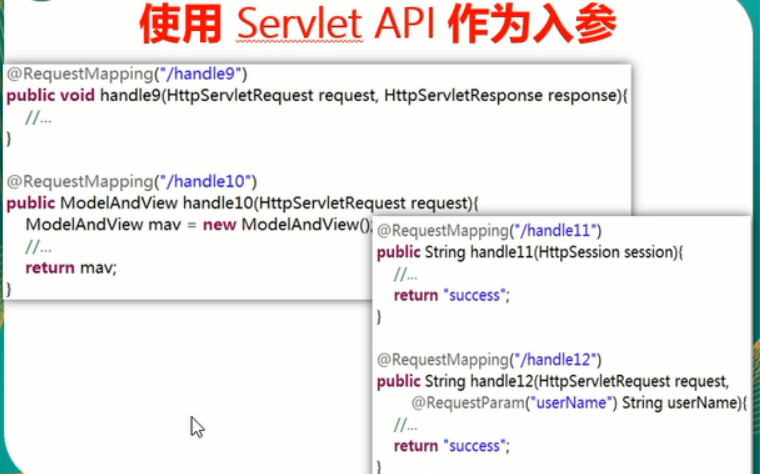 使用 Servlet API 作为入参
@RequestMapping("/handle9")
public void handle9(HttpServletRequest request, HttpServletResponse response){
//...
}
@RequestMapping("/handle10")
public ModelAndView handle10(HttpServletRequest request){
ModelAndView mav = new ModelAndView();
//...
return mav;
}
@RequestMapping("/handle11")
public String handle11(HttpSession session){
//...
return "success";
}
@RequestMapping("/handle12")
public String handle12(HttpServletRequest request,
@RequestParam("userName") String userName){
//...
return "success";
}